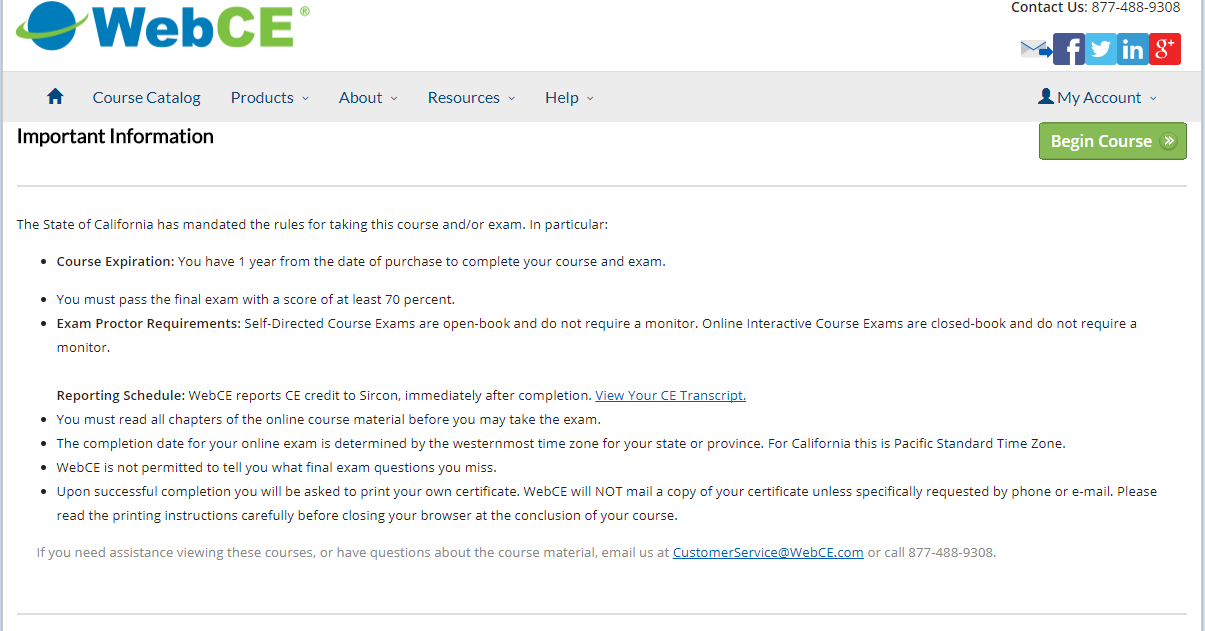 WebCE®
Contact Us: 877-488-9308
Course Catalog Products About Resources Help My Account
Important Information
Begin Course
The State of California has mandated the rules for taking this course and/or exam. In particular:
• Course Expiration: You have 1 year from the date of purchase to complete your course and exam.
• You must pass the final exam with a score of at least 70 percent.
• Exam Proctor Requirements: Self-Directed Course Exams are open-book and do not require a monitor. Online Interactive Course Exams are closed-book and do not require a
monitor.
Reporting Schedule: WebCE reports CE credit to Sircon, immediately after completion. View Your CE Transcript.
• You must read all chapters of the online course material before you may take the exam.
• The completion date for your online exam is determined by the westernmost time zone for your state or province. For California this is Pacific Standard Time Zone.
• WebCE is not permitted to tell you what final exam questions you miss.
• Upon successful completion you will be asked to print your own certificate. WebCE will NOT mail a copy of your certificate unless specifically requested by phone or e-mail. Please
read the printing instructions carefully before closing your browser at the conclusion of your course.
If you need assistance viewing these courses, or have questions about the course material, email us at CustomerService@WebCE.com or call 877-488-9308.